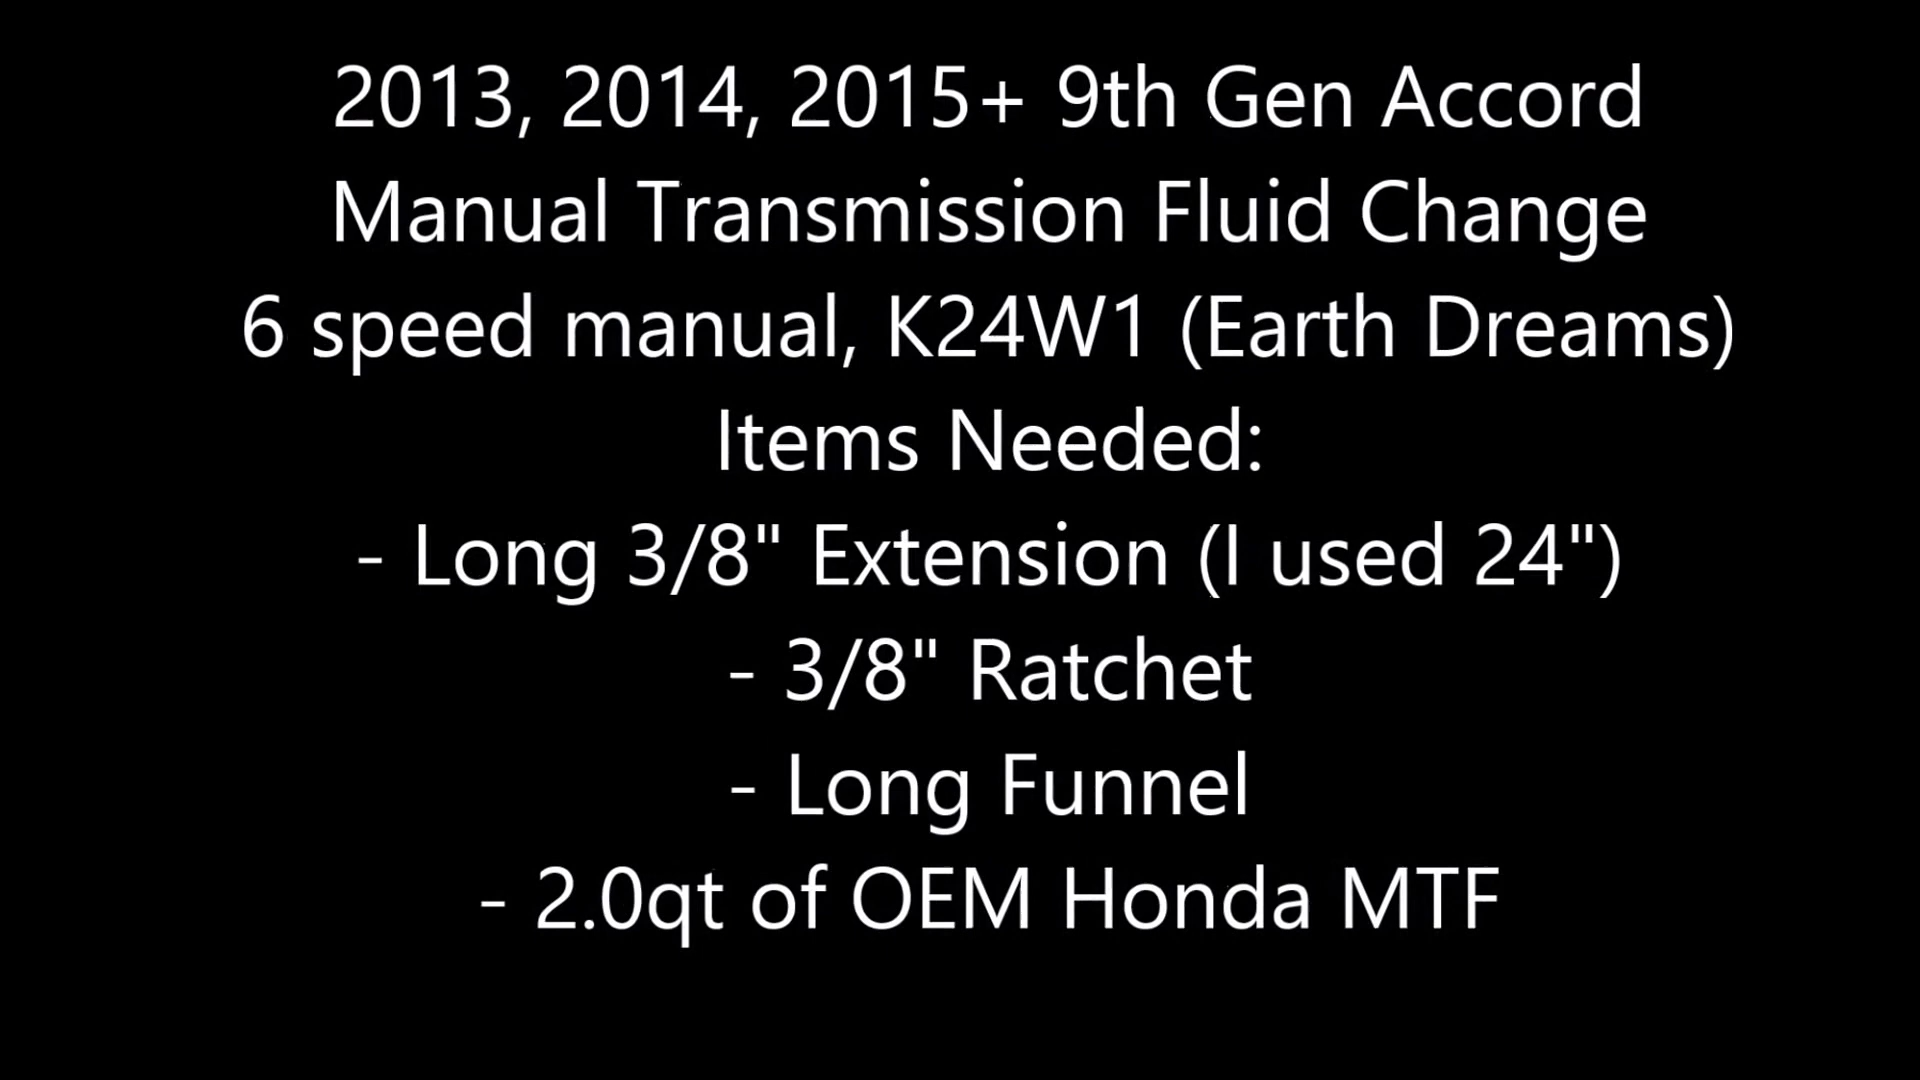 2013, 2014, 2015+ 9th Gen Accord
Manual Transmission Fluid Change
6 speed manual, K24W1 (Earth Dreams)
Items Needed:
- Long 3/8" Extension (I used 24")
- 3/8" Ratchet
- Long Funnel
- 2.0qt of OEM Honda MTF